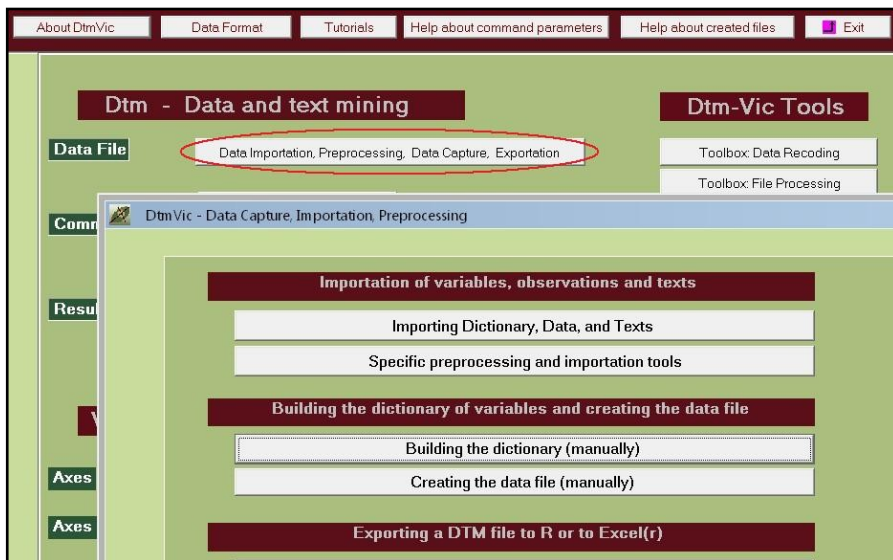 About DtmVic Data Format Tutorials Help about command parameters Help about created files Exit
Dtm - Data and text mining Dtm-Vic Tools
Data File Data Importation, Preprocessing, Data Capture, Exportation Toolbox: Data Recoding
Toolbox: File Processing
DtmVic - Data Capture, Importation, Preprocessing
Importation of variables, observations and texts
Importing Dictionary, Data, and Texts
Specific preprocessing and importation tools
Building the dictionary of variables and creating the data file
Building the dictionary (manually)
Axes Creating the data file (manually)
Axes Exporting a DTM file to R or to Excel(r)